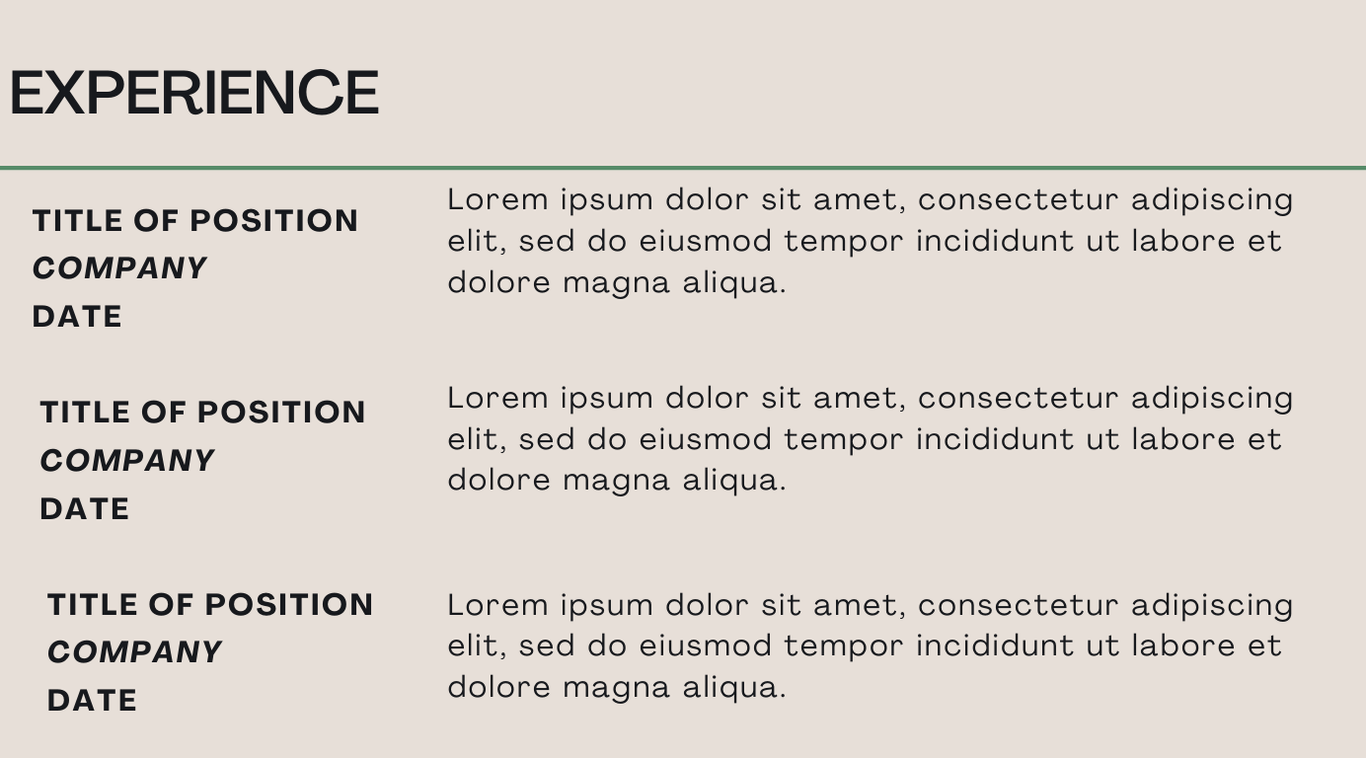 EXPERIENCE
TITLE OF POSITION
COMPANY
DATE
Lorem ipsum dolor sit amet, consectetur adipiscing
elit, sed do eiusmod tempor incididunt ut labore et
dolore magna aliqua.
TITLE OF POSITION
COMPANY
DATE
Lorem ipsum dolor sit amet, consectetur adipiscing
elit, sed do eiusmod tempor incididunt ut labore et
dolore magna aliqua.
TITLE OF POSITION
COMPANY
DATE
Lorem ipsum dolor sit amet, consectetur adipiscing
elit, sed do eiusmod tempor incididunt ut labore et
dolore magna aliqua.